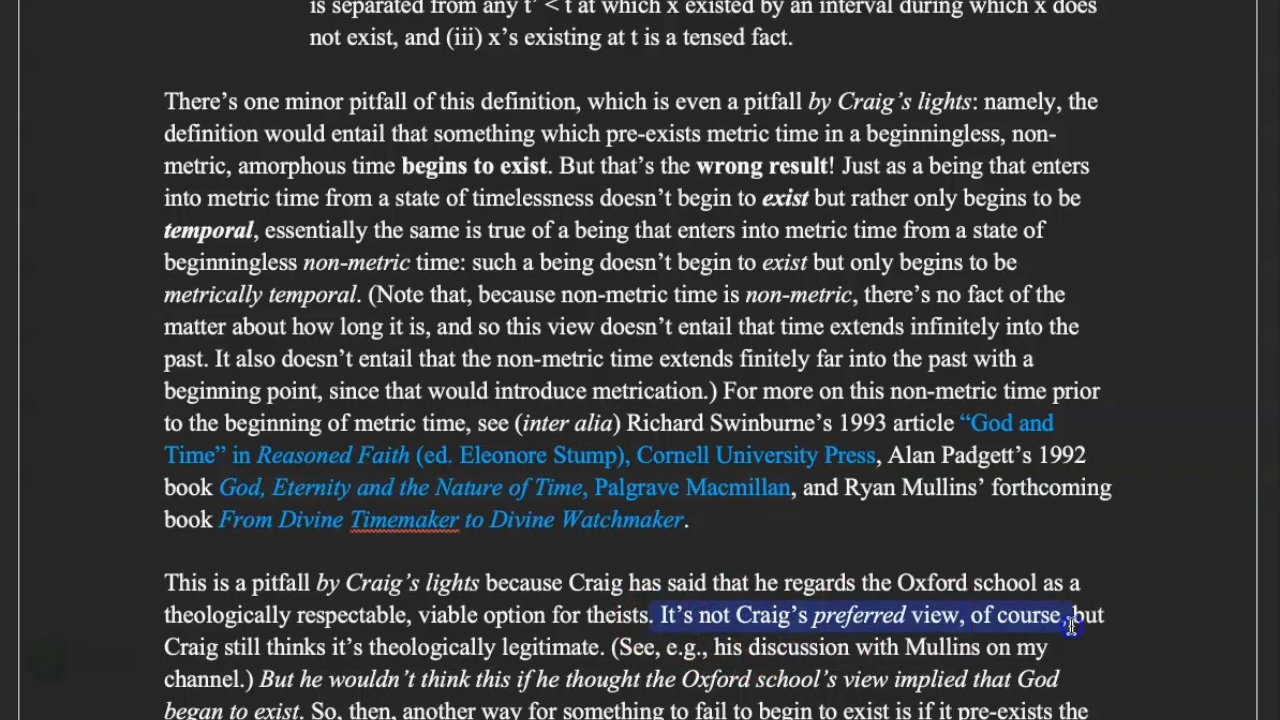 is separated from any t’ < t at which x existed by an interval during which x does
not exist, and (iii) x’s existing at t is a tensed fact.
There’s one minor pitfall of this definition, which is even a pitfall by Craig’s lights: namely, the
definition would entail that something which pre-exists metric time in a beginningless, non-
metric, amorphous time begins to exist. But that’s the wrong result! Just as a being that enters
into metric time from a state of timelessness doesn’t begin to exist but rather only begins to be
temporal, essentially the same is true of a being that enters into metric time from a state of
beginningless non-metric time: such a being doesn’t begin to exist but only begins to be
metrically temporal. (Note that, because non-metric time is non-metric, there’s no fact of the
matter about how long it is, and so this view doesn’t entail that time extends infinitely into the
past. It also doesn’t entail that the non-metric time extends finitely far into the past with a
beginning point, since that would introduce metrication.) For more on this non-metric time prior
to the beginning of metric time, see (inter alia) Richard Swinburne’s 1993 article “God and
Time” in Reasoned Faith (ed. Eleonore Stump), Cornell University Press, Alan Padgett’s 1992
book God, Eternity and the Nature of Time, Palgrave Macmillan, and Ryan Mullins’ forthcoming
book From Divine Timemaker to Divine Watchmaker.
This is a pitfall by Craig’s lights because Craig has said that he regards the Oxford school as a
theologically respectable, viable option for theists. It’s not Craig’s preferred view, of course, but
Craig still thinks it’s theologically legitimate. (See, e.g., his discussion with Mullins on my
channel.) But he wouldn’t think this if he thought the Oxford school’s view implied that God
began to exist. So, then, another way for something to fail to begin to exist is if it pre-exists the